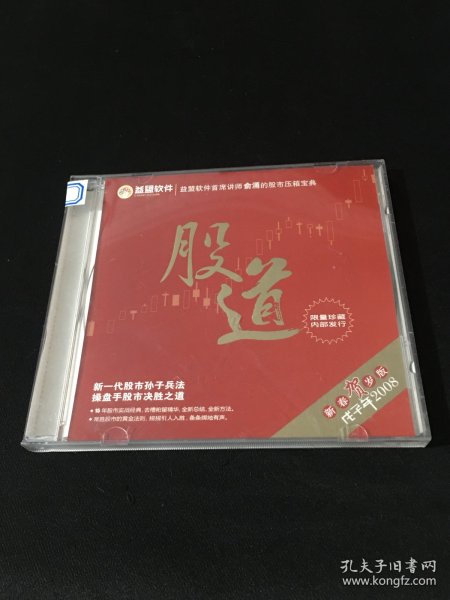 益盟软件
益盟软件首席讲师俞湧的股市压箱宝典
股道
限量珍藏
内部发行
新一代股市孙子兵法
操盘手股市决胜之道
新春贺岁版
戊子年2008
孔夫子旧书网
www.kongfz.com